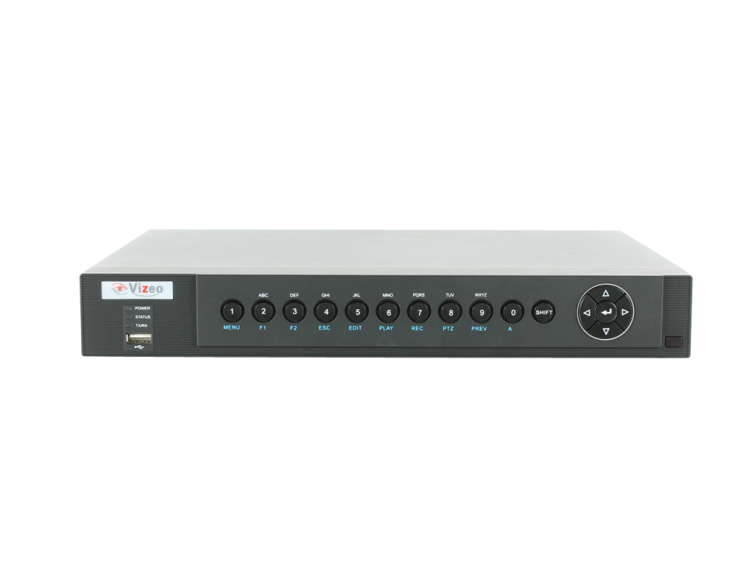 Vizeo
POWER
STATUS
TX/RX
ABC DEF GHI JKL MNO PQRS TUV WXYZ
1 2 3 4 5 6 7 8 9 0 SHIFT
MENU F1 F2 ESC EDIT PLAY REC PTZ PREV A